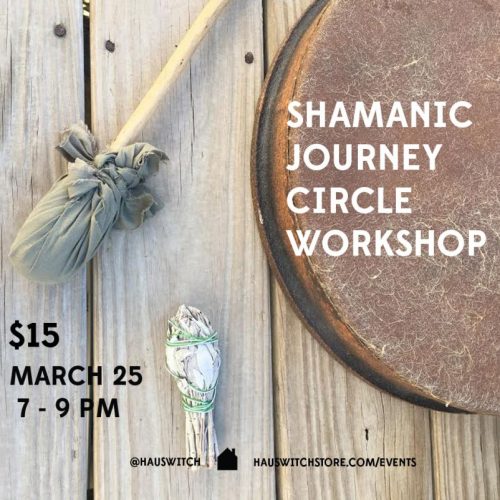 SHAMANIC
JOURNEY
CIRCLE
WORKSHOP
$15
MARCH 25
7 - 9 PM
@HAUSWITCH HAUSWITCHSTORE.COM/EVENTS